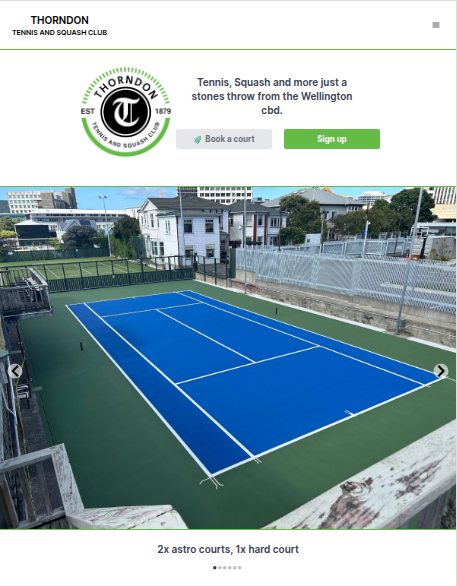 THORNDON
TENNIS AND SQUASH CLUB
THORNDON
EST 1879
TENNIS AND SQUASH CLUB
Tennis, Squash and more just a
stones throw from the Wellington
cbd.
Book a court
Sign up
2x astro courts, 1x hard court